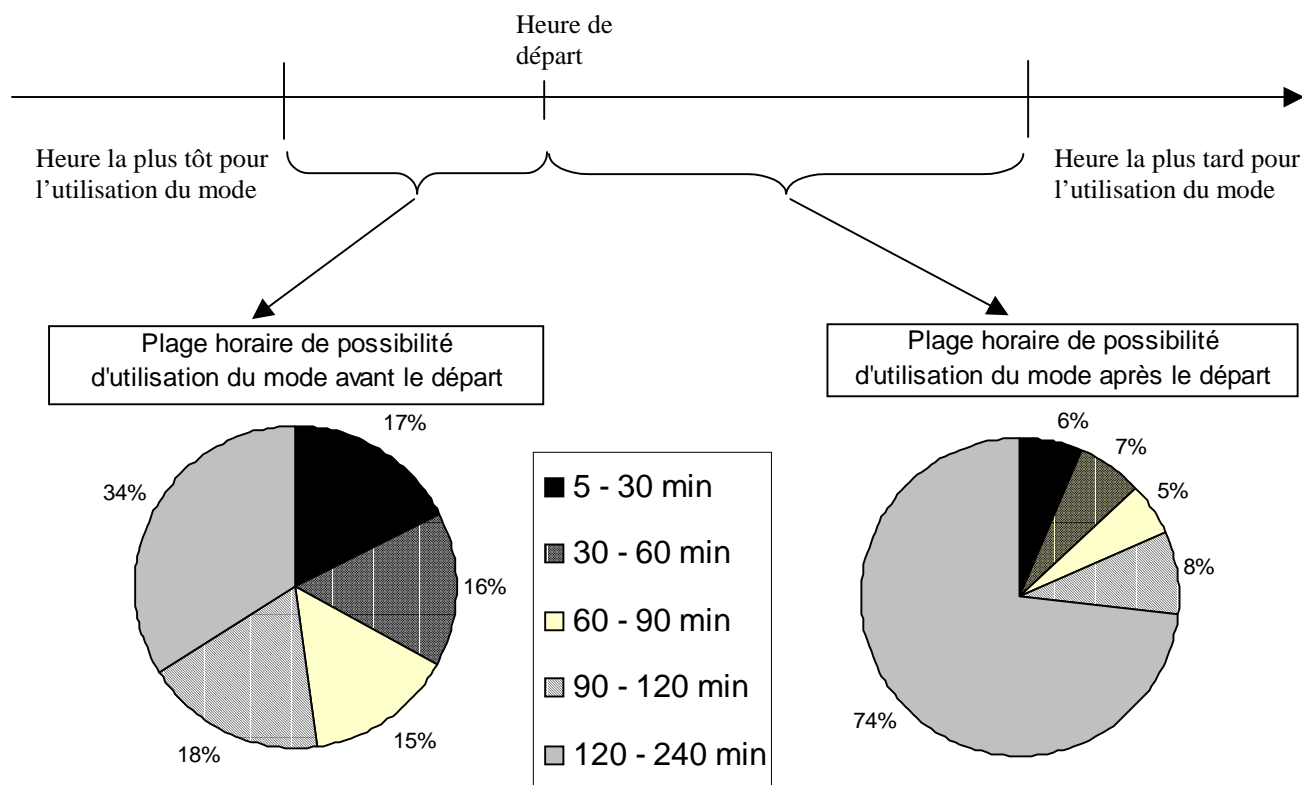 Heure de
départ
Heure la plus tôt pour
l’utilisation du mode
Heure la plus tard pour
l’utilisation du mode
Plage horaire de possibilité
d'utilisation du mode avant le départ
Plage horaire de possibilité
d'utilisation du mode après le départ
17%
16%
15%
18%
34%
5 - 30 min
30 - 60 min
60 - 90 min
90 - 120 min
120 - 240 min
6%
7%
5%
8%
74%